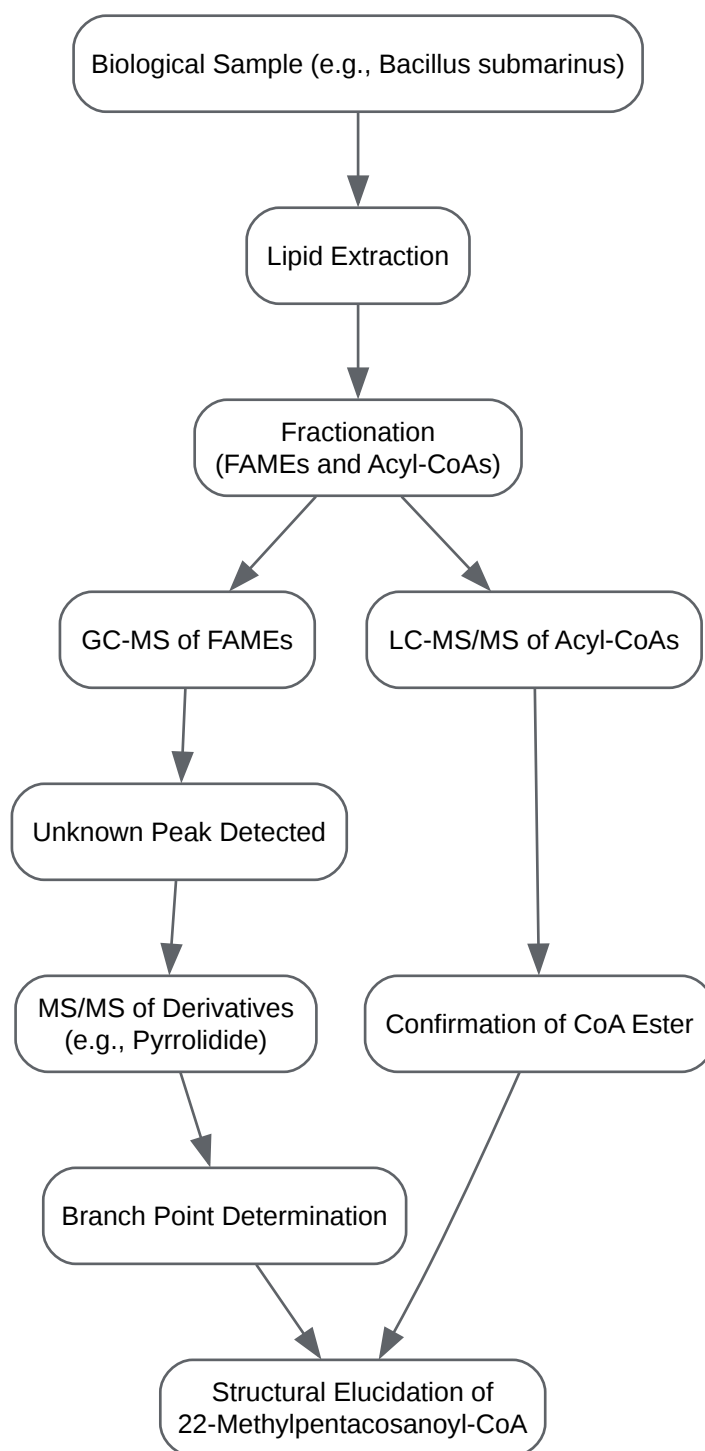 Biological Sample (e.g., Bacillus submarinus)
Lipid Extraction
Fractionation
(FAMEs and Acyl-CoAs)
GC-MS of FAMEs
LC-MS/MS of Acyl-CoAs
Unknown Peak Detected
MS/MS of Derivatives
(e.g., Pyrrolidide)
Confirmation of CoA Ester
Branch Point Determination
Structural Elucidation of
22-Methylpentacosanoyl-CoA